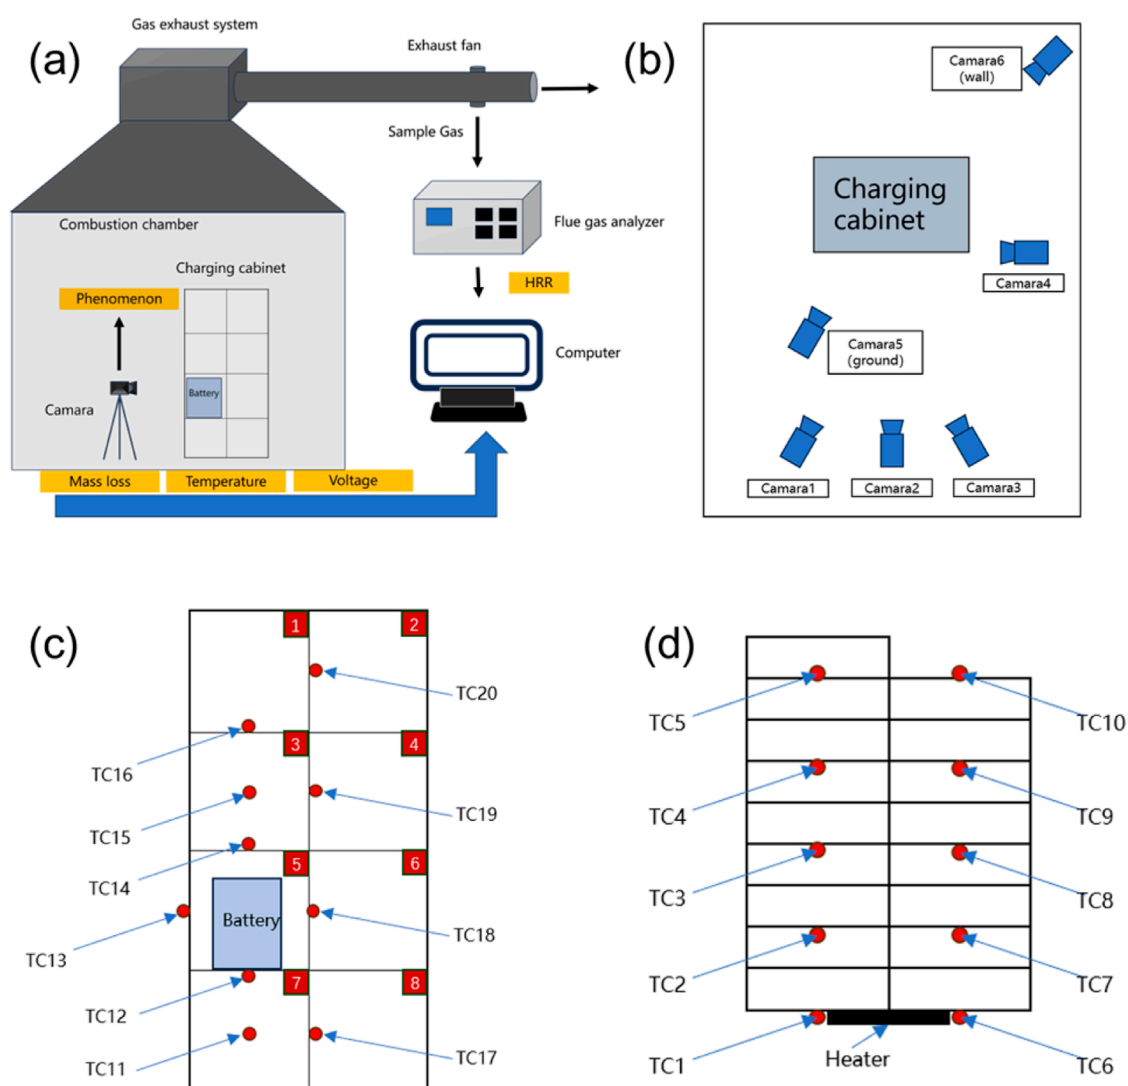 (a)
Gas exhaust system
Exhaust fan
Sample Gas
Combustion chamber
Charging cabinet
Flue gas analyzer
Phenomenon
HRR
Computer
Battery
Camara
Mass loss
Temperature
Voltage
(b)
Camara6
(wall)
Charging
cabinet
Camara4
Camara5
(ground)
Camara1
Camara2
Camara3
(c)
1
2
TC20
3
4
TC16
TC15
TC19
TC14
5
6
Battery
TC13
TC18
7
8
TC12
TC11
TC17
(d)
TC5
TC10
TC4
TC9
TC3
TC8
TC2
TC7
TC1
Heater
TC6